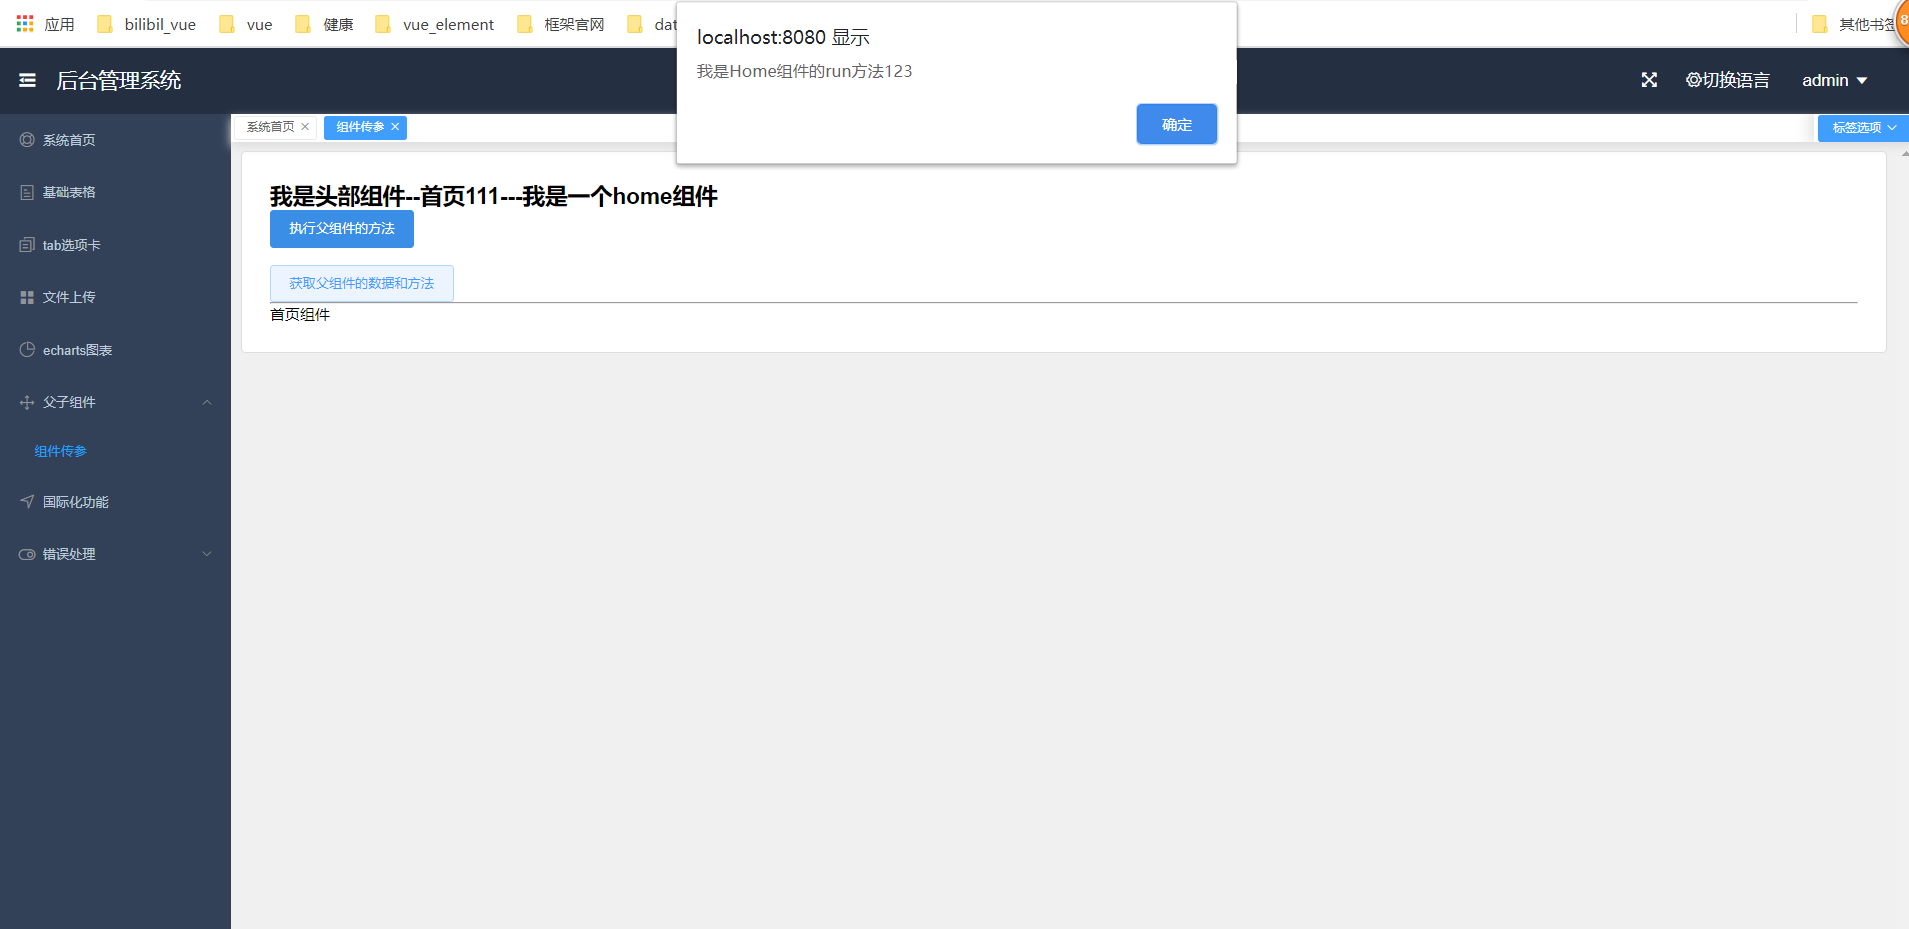 应用 bilibil_vue vue 健康 vue_element 框架官网 dat 其他书签 8
localhost:8080 显示
我是Home组件的run方法123
确定
后台管理系统 切换语言 admin
系统首页 组件传参 标签选项
系统首页
基础表格
tab选项卡
文件上传
echarts图表
父子组件
组件传参
国际化功能
错误处理
我是头部组件--首页111---我是一个home组件
执行父组件的方法
获取父组件的数据和方法
首页组件